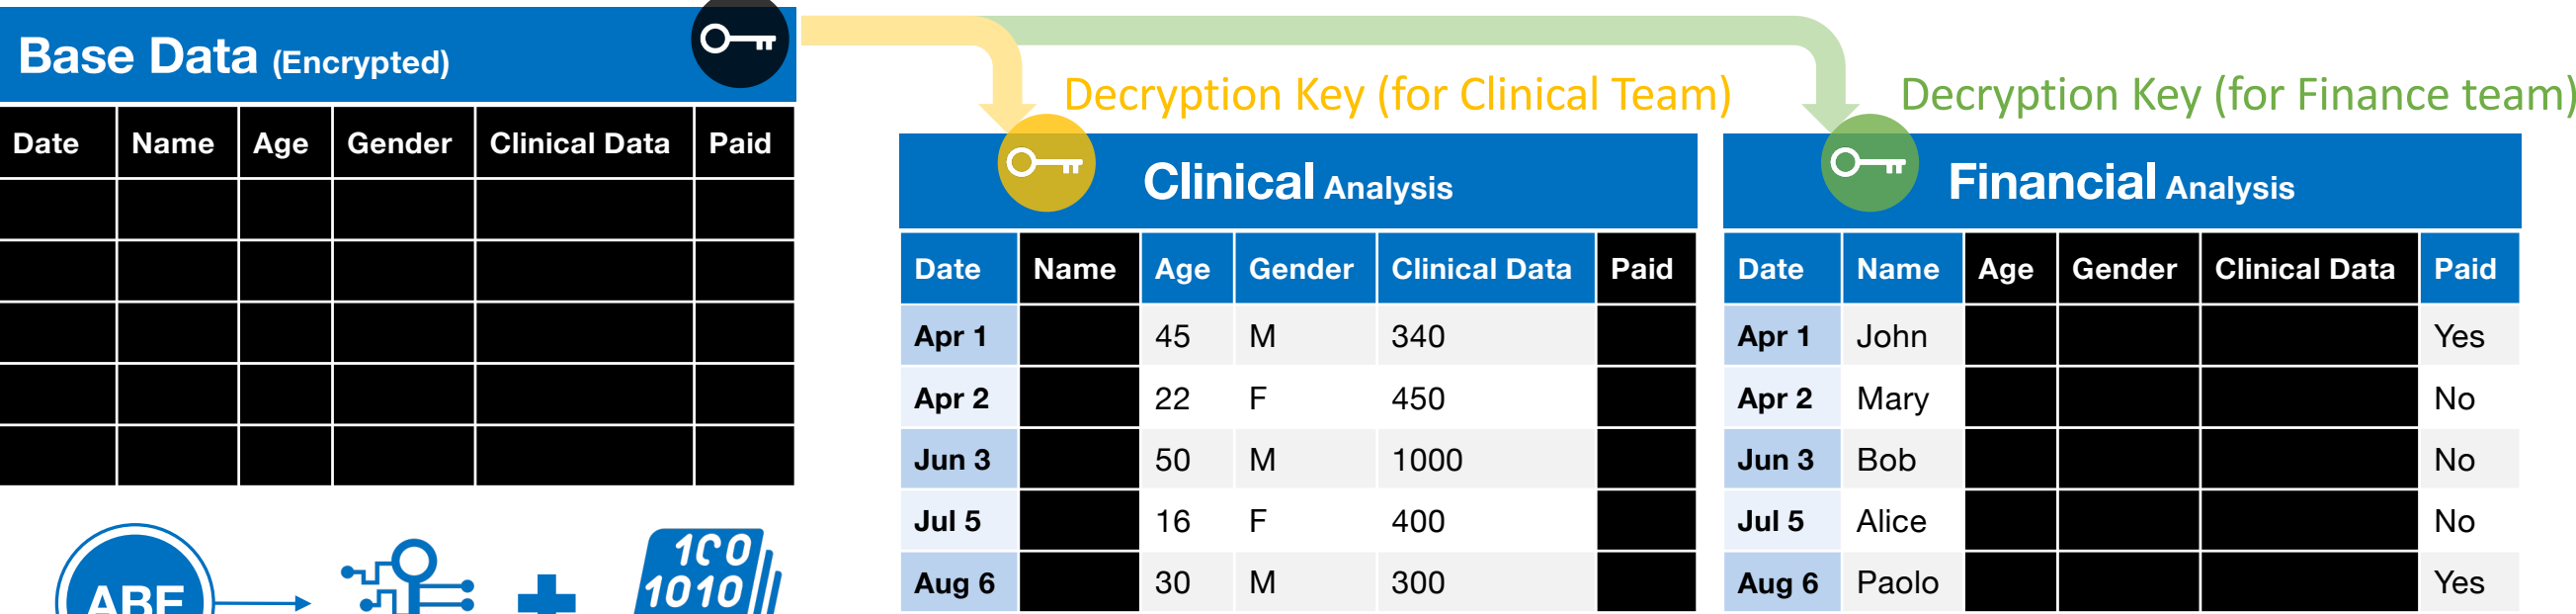 Base Data (Encrypted)
Date Name Age Gender Clinical Data Paid
Decryption Key (for Clinical Team)
Clinical Analysis
Date Name Age Gender Clinical Data Paid
Apr 1 45 M 340
Apr 2 22 F 450
Jun 3 50 M 1000
Jul 5 16 F 400
Aug 6 30 M 300
Decryption Key (for Finance team)
Financial Analysis
Date Name Age Gender Clinical Data Paid
Apr 1 John Yes
Apr 2 Mary No
Jun 3 Bob No
Jul 5 Alice No
Aug 6 Paolo Yes
ABE
1010